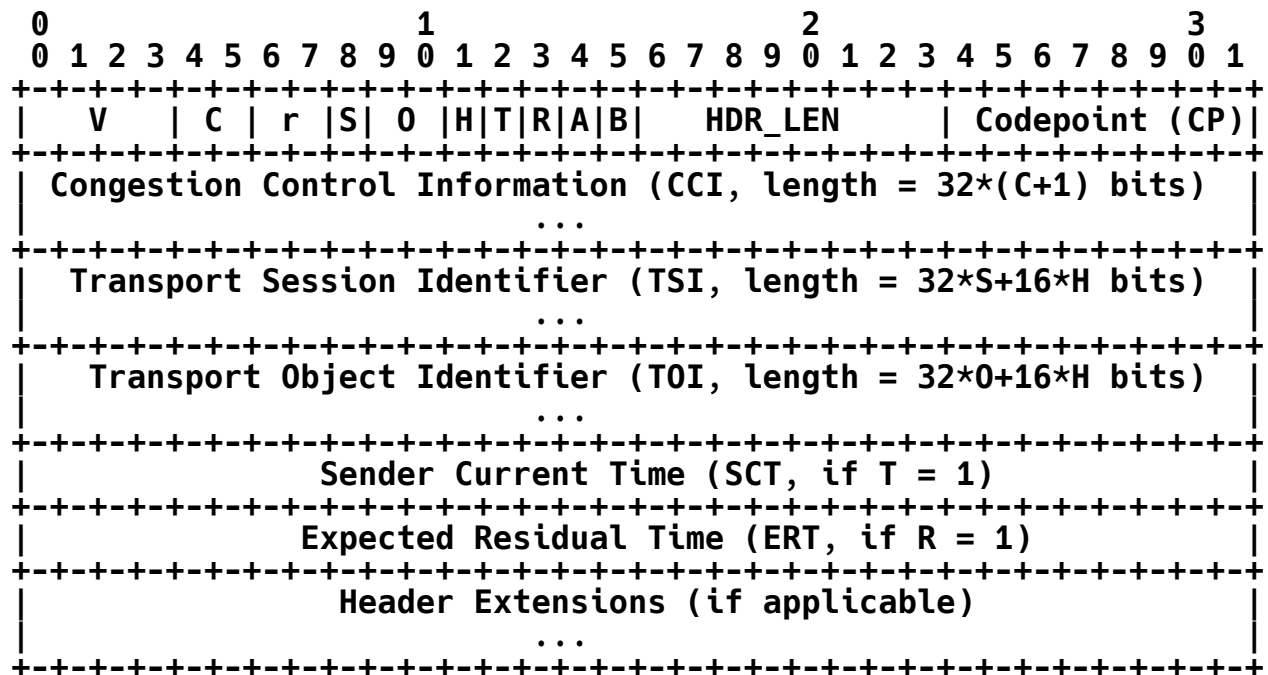 0                   1                   2                   3
 0 1 2 3 4 5 6 7 8 9 0 1 2 3 4 5 6 7 8 9 0 1 2 3 4 5 6 7 8 9 0 1
+-+-+-+-+-+-+-+-+-+-+-+-+-+-+-+-+-+-+-+-+-+-+-+-+-+-+-+-+-+-+-+-+
|   V   | C | r |S| O |H|T|R|A|B|   HDR_LEN     | Codepoint (CP)|
+-+-+-+-+-+-+-+-+-+-+-+-+-+-+-+-+-+-+-+-+-+-+-+-+-+-+-+-+-+-+-+-+
| Congestion Control Information (CCI, length = 32*(C+1) bits)  |
|                          ...                                  |
+-+-+-+-+-+-+-+-+-+-+-+-+-+-+-+-+-+-+-+-+-+-+-+-+-+-+-+-+-+-+-+-+
|  Transport Session Identifier (TSI, length = 32*S+16*H bits)  |
|                          ...                                  |
+-+-+-+-+-+-+-+-+-+-+-+-+-+-+-+-+-+-+-+-+-+-+-+-+-+-+-+-+-+-+-+-+
|   Transport Object Identifier (TOI, length = 32*O+16*H bits)  |
|                          ...                                  |
+-+-+-+-+-+-+-+-+-+-+-+-+-+-+-+-+-+-+-+-+-+-+-+-+-+-+-+-+-+-+-+-+
|               Sender Current Time (SCT, if T = 1)             |
+-+-+-+-+-+-+-+-+-+-+-+-+-+-+-+-+-+-+-+-+-+-+-+-+-+-+-+-+-+-+-+-+
|              Expected Residual Time (ERT, if R = 1)           |
+-+-+-+-+-+-+-+-+-+-+-+-+-+-+-+-+-+-+-+-+-+-+-+-+-+-+-+-+-+-+-+-+
|                Header Extensions (if applicable)              |
|                          ...                                  |
+-+-+-+-+-+-+-+-+-+-+-+-+-+-+-+-+-+-+-+-+-+-+-+-+-+-+-+-+-+-+-+-+